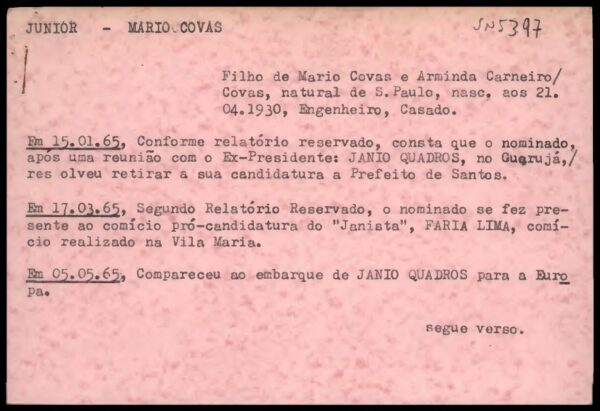 JUNIOR - MARIO COVAS
SNS397
Filho de Mario Covas e Arminda Carneiro/
Covas, natural de S.Paulo, nasc. aos 21.
04.1930, Engenheiro, Casado.
Em 15.01.65, Conforme relatório reservado, consta que o nominado,
após uma reunião com o Ex-Presidente: JANIO QUADROS, no Guarujá,/
res olveu retirar a sua candidatura a Prefeito de Santos.
Em 17.03.65, Segundo Relatório Reservado, o nominado se fez pre-
sente ao comício pró-candidatura do "Janista", FARIA LIMA, comí-
cio realizado na Vila Maria.
Em 05.05.65, Compareceu ao embarque de JANIO QUADROS para a Euro
pa.
segue verso.